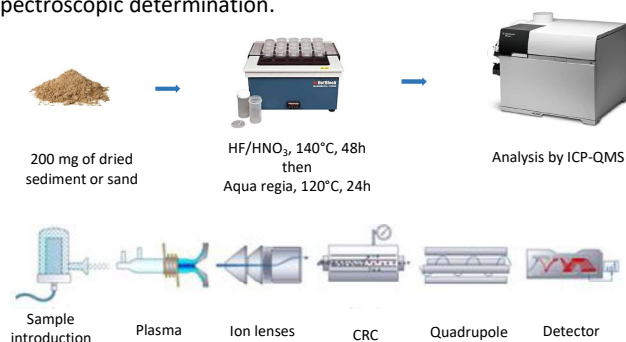 pectroscopic determination.
200 mg of dried
sediment or sand
HF/HNO₃, 140°C, 48h
then
Aqua regia, 120°C, 24h
Analysis by ICP-QMS
Sample
introduction
Plasma
Ion lenses
CRC
Quadrupole
Detector